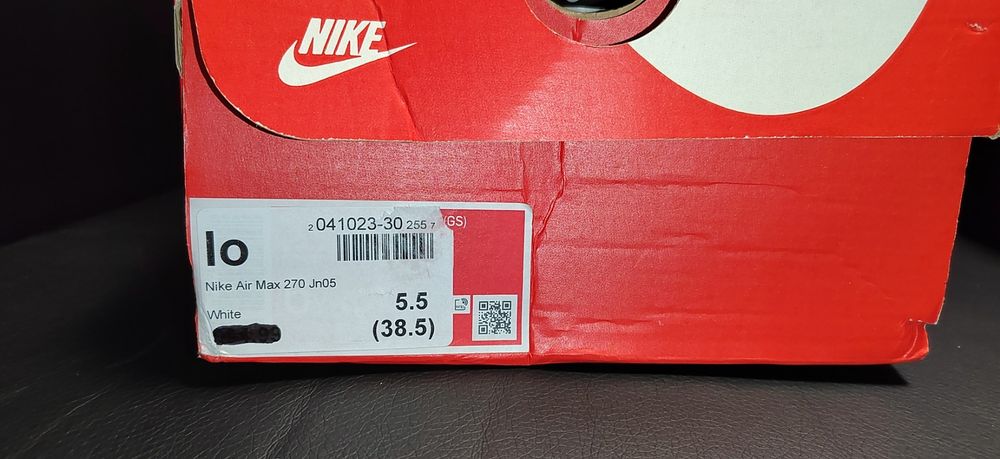 NIKE
2 041023-30 255 7 (GS)
lo
Nike Air Max 270 Jn05
5.5
White
(38.5)